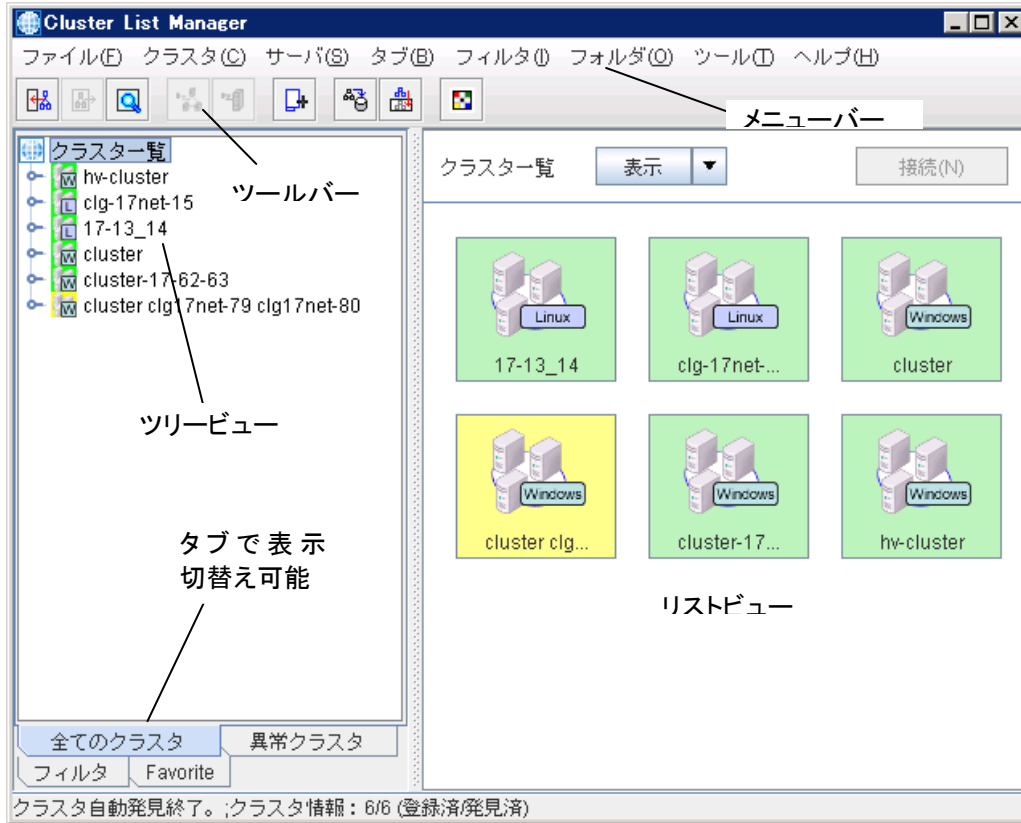 Cluster List Manager
ファイル(F) クラスタ(C) サーバ(S) タブ(B) フィルタ(I) フォルダ(O) ツール(T) ヘルプ(H)
メニューバー
クラスター覧
hv-cluster
clg-17net-15
17-13_14
cluster
cluster-17-62-63
cluster clg17net-79 clg17net-80
ツールバー
ツリービュー
タブで表示
切替え可能
全てのクラスタ 異常クラスタ
フィルタ Favorite
クラスター覧 表示 接続(N)
Linux
17-13_14
Linux
clg-17net-...
Windows
cluster
Windows
cluster clg...
Windows
cluster-17...
Windows
hv-cluster
リストビュー
クラスタ自動発見終了。;クラスタ情報：6/6 (登録済/発見済)